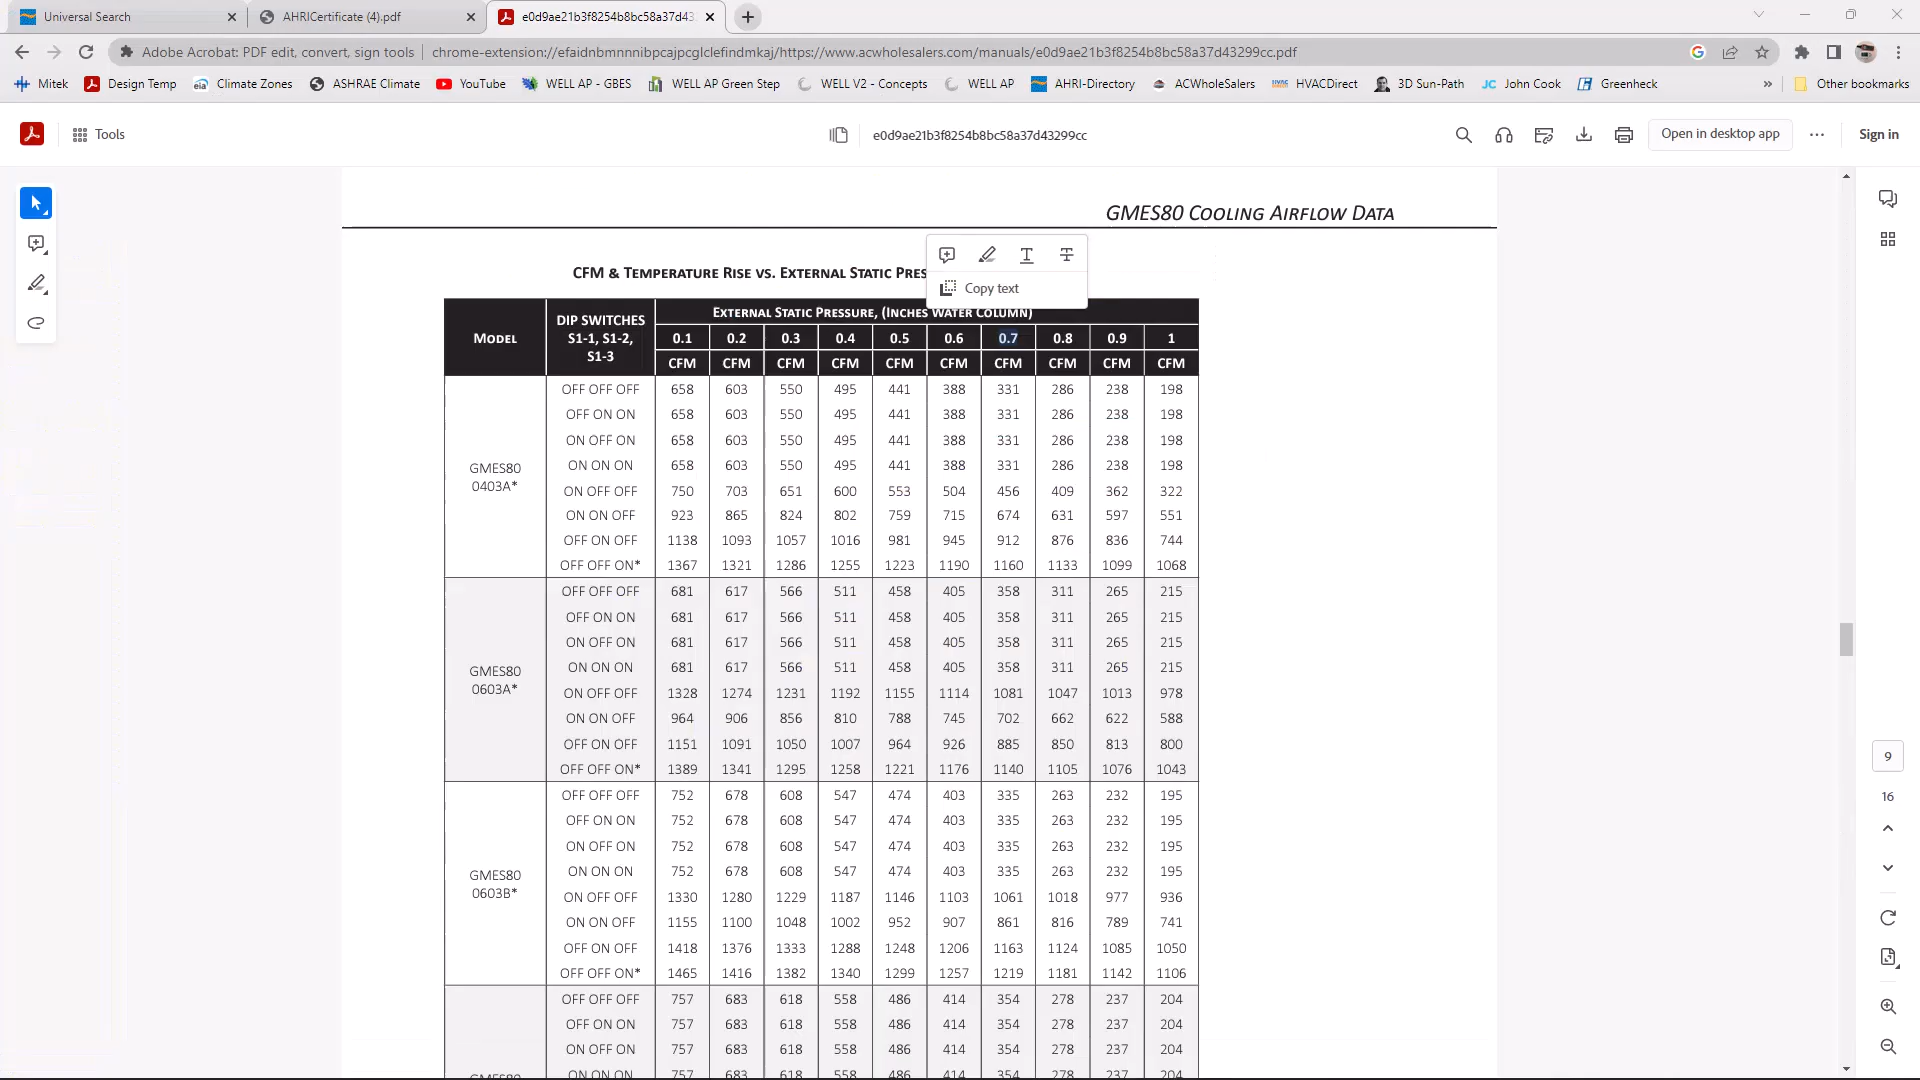 Universal Search
AHRICertificate (4).pdf
e0d9ae21b3f8254b8bc58a37d43
Adobe Acrobat: PDF edit, convert, sign tools
chrome-extension://efaidnbmnnnibpcajpcglclefindmkaj/https://www.acwholesalers.com/manuals/e0d9ae21b3f8254b8bc58a37d43299cc.pdf
Mitek Design Temp eia Climate Zones ASHRAE Climate YouTube WELL AP - GBES WELL AP Green Step WELL V2 - Concepts WELL AP AHRI-Directory ACWholeSalers HVACDirect 3D Sun-Path JC John Cook Greenheck » Other bookmarks
Tools
e0d9ae21b3f8254b8bc58a37d43299cc
Open in desktop app
Sign in
GMES80 COOLING AIRFLOW DATA
CFM & TEMPERATURE RISE VS. EXTERNAL STATIC PRES
Copy text
MODEL
DIP SWITCHES
S1-1, S1-2,
S1-3
EXTERNAL STATIC PRESSURE, (INCHES WATER COLUMN)
0.1 0.2 0.3 0.4 0.5 0.6 0.7 0.8 0.9 1
CFM CFM CFM CFM CFM CFM CFM CFM CFM CFM
GMES80
0403A*
OFF OFF OFF 658 603 550 495 441 388 331 286 238 198
OFF ON ON 658 603 550 495 441 388 331 286 238 198
ON OFF ON 658 603 550 495 441 388 331 286 238 198
ON ON ON 658 603 550 495 441 388 331 286 238 198
ON OFF OFF 750 703 651 600 553 504 456 409 362 322
ON ON OFF 923 865 824 802 759 715 674 631 597 551
OFF ON OFF 1138 1093 1057 1016 981 945 912 876 836 744
OFF OFF ON* 1367 1321 1286 1255 1223 1190 1160 1133 1099 1068
GMES80
0603A*
OFF OFF OFF 681 617 566 511 458 405 358 311 265 215
OFF ON ON 681 617 566 511 458 405 358 311 265 215
ON OFF ON 681 617 566 511 458 405 358 311 265 215
ON ON ON 681 617 566 511 458 405 358 311 265 215
ON OFF OFF 1328 1274 1231 1192 1155 1114 1081 1047 1013 978
ON ON OFF 964 906 856 810 788 745 702 662 622 588
OFF ON OFF 1151 1091 1050 1007 964 926 885 850 813 800
OFF OFF ON* 1389 1341 1295 1258 1221 1176 1140 1105 1076 1043
GMES80
0603B*
OFF OFF OFF 752 678 608 547 474 403 335 263 232 195
OFF ON ON 752 678 608 547 474 403 335 263 232 195
ON OFF ON 752 678 608 547 474 403 335 263 232 195
ON ON ON 752 678 608 547 474 403 335 263 232 195
ON OFF OFF 1330 1280 1229 1187 1146 1103 1061 1018 977 936
ON ON OFF 1155 1100 1048 1002 952 907 861 816 789 741
OFF ON OFF 1418 1376 1333 1288 1248 1206 1163 1124 1085 1050
OFF OFF ON* 1465 1416 1382 1340 1299 1257 1219 1181 1142 1106
OFF OFF OFF 757 683 618 558 486 414 354 278 237 204
OFF ON ON 757 683 618 558 486 414 354 278 237 204
ON OFF ON 757 683 618 558 486 414 354 278 237 204
ON ON ON 757 683 618 558 486 414 354 278 237 204
GMES80
9
16